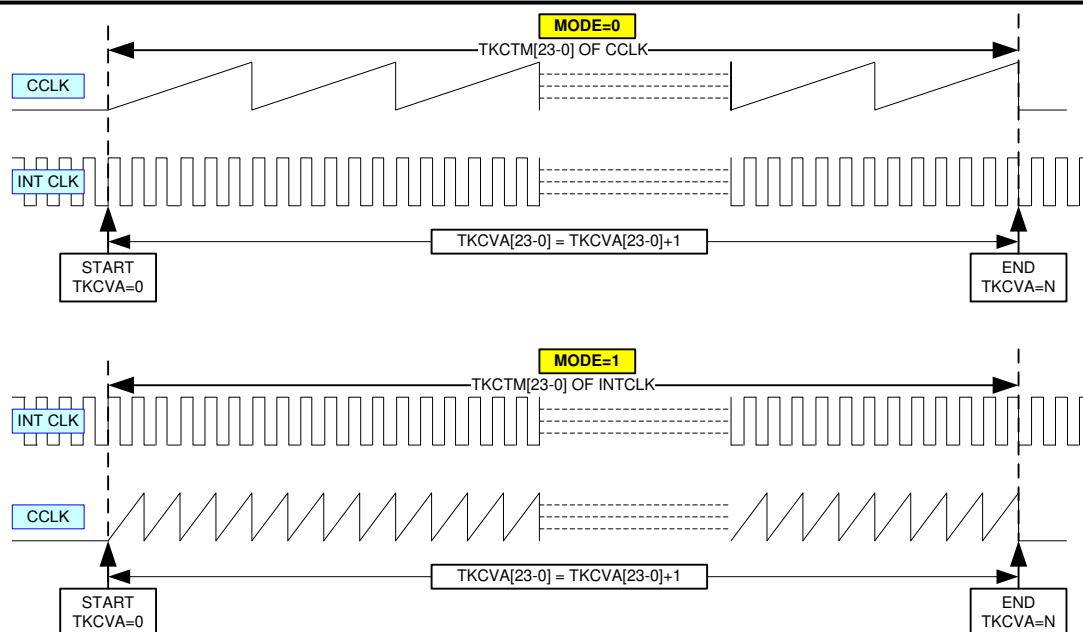 MODE=0
TKCTM[23-0] OF CCLK
CCLK
INT CLK
TKCVA[23-0] = TKCVA[23-0]+1
START
TKCVA=0
END
TKCVA=N
MODE=1
TKCTM[23-0] OF INTCLK
INT CLK
CCLK
TKCVA[23-0] = TKCVA[23-0]+1
START
TKCVA=0
END
TKCVA=N